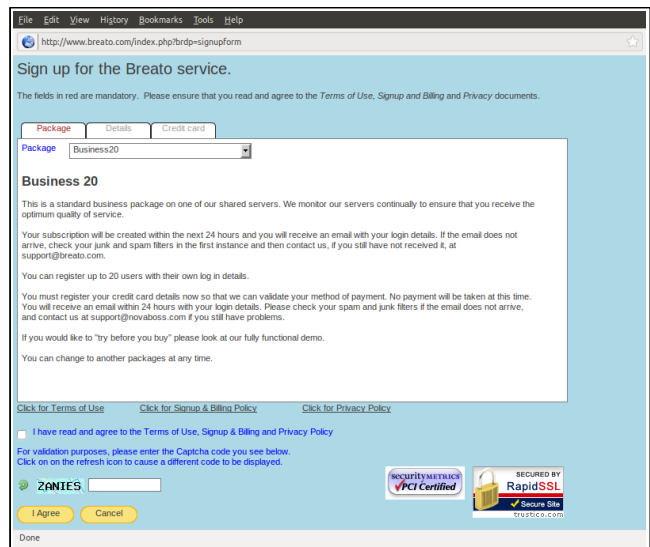 File Edit View History Bookmarks Tools Help
http://www.breato.com/index.php?brdp=signupform
Sign up for the Breato service.
The fields in red are mandatory. Please ensure that you read and agree to the Terms of Use, Signup and Billing and Privacy documents.
Package Details Credit card
Package Business20
Business 20
This is a standard business package on one of our shared servers. We monitor our servers continually to ensure that you receive the
optimum quality of service.
Your subscription will be created within the next 24 hours and you will receive an email with your login details. If the email does not
arrive, check your junk and spam filters in the first instance and then contact us, if you still have not received it, at
support@breato.com.
You can register up to 20 users with their own log in details.
You must register your credit card details now so that we can validate your method of payment. No payment will be taken at this time.
You will receive an email within 24 hours with your login details. Please check your spam and junk filters if the email does not arrive,
and contact us at support@novaboss.com if you still have problems.
If you would like to "try before you buy" please look at our fully functional demo.
You can change to another packages at any time.
Click for Terms of Use Click for Signup & Billing Policy Click for Privacy Policy
I have read and agree to the Terms of Use, Signup & Billing and Privacy Policy
For validation purposes, please enter the Captcha code you see below.
Click on on the refresh icon to cause a different code to be displayed.
ZANIES
securityMETRICS
PCI Certified
SECURED BY
RapidSSL
Secure Site
trustico.com
I Agree Cancel
Done